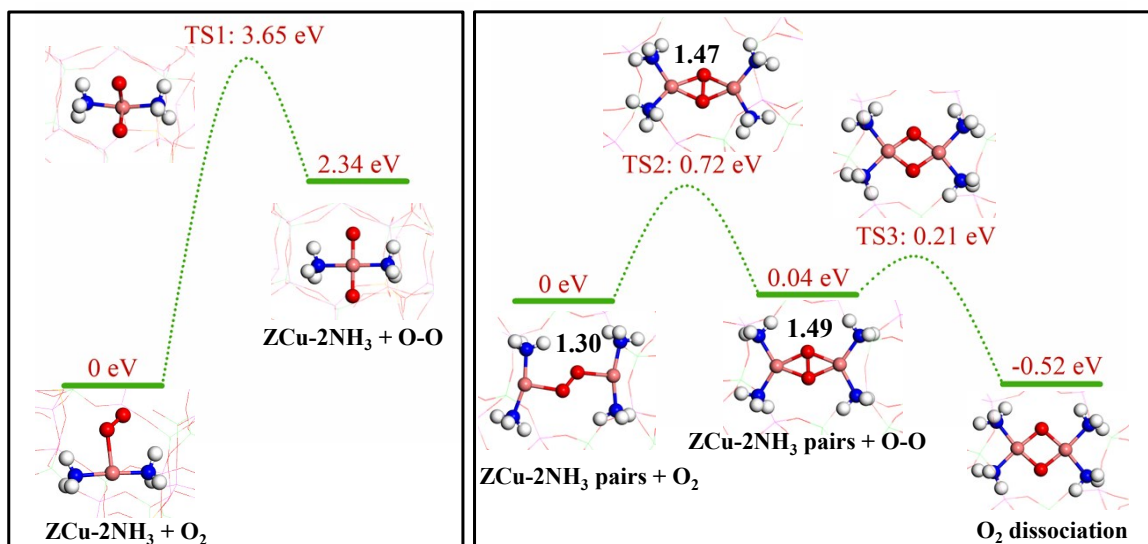 TS1: 3.65 eV
2.34 eV
ZCu-2NH₃ + O-O
0 eV
ZCu-2NH₃ + O₂
1.47
TS2: 0.72 eV
TS3: 0.21 eV
0 eV
0.04 eV
1.30
1.49
-0.52 eV
ZCu-2NH₃ pairs + O-O
ZCu-2NH₃ pairs + O₂
O₂ dissociation